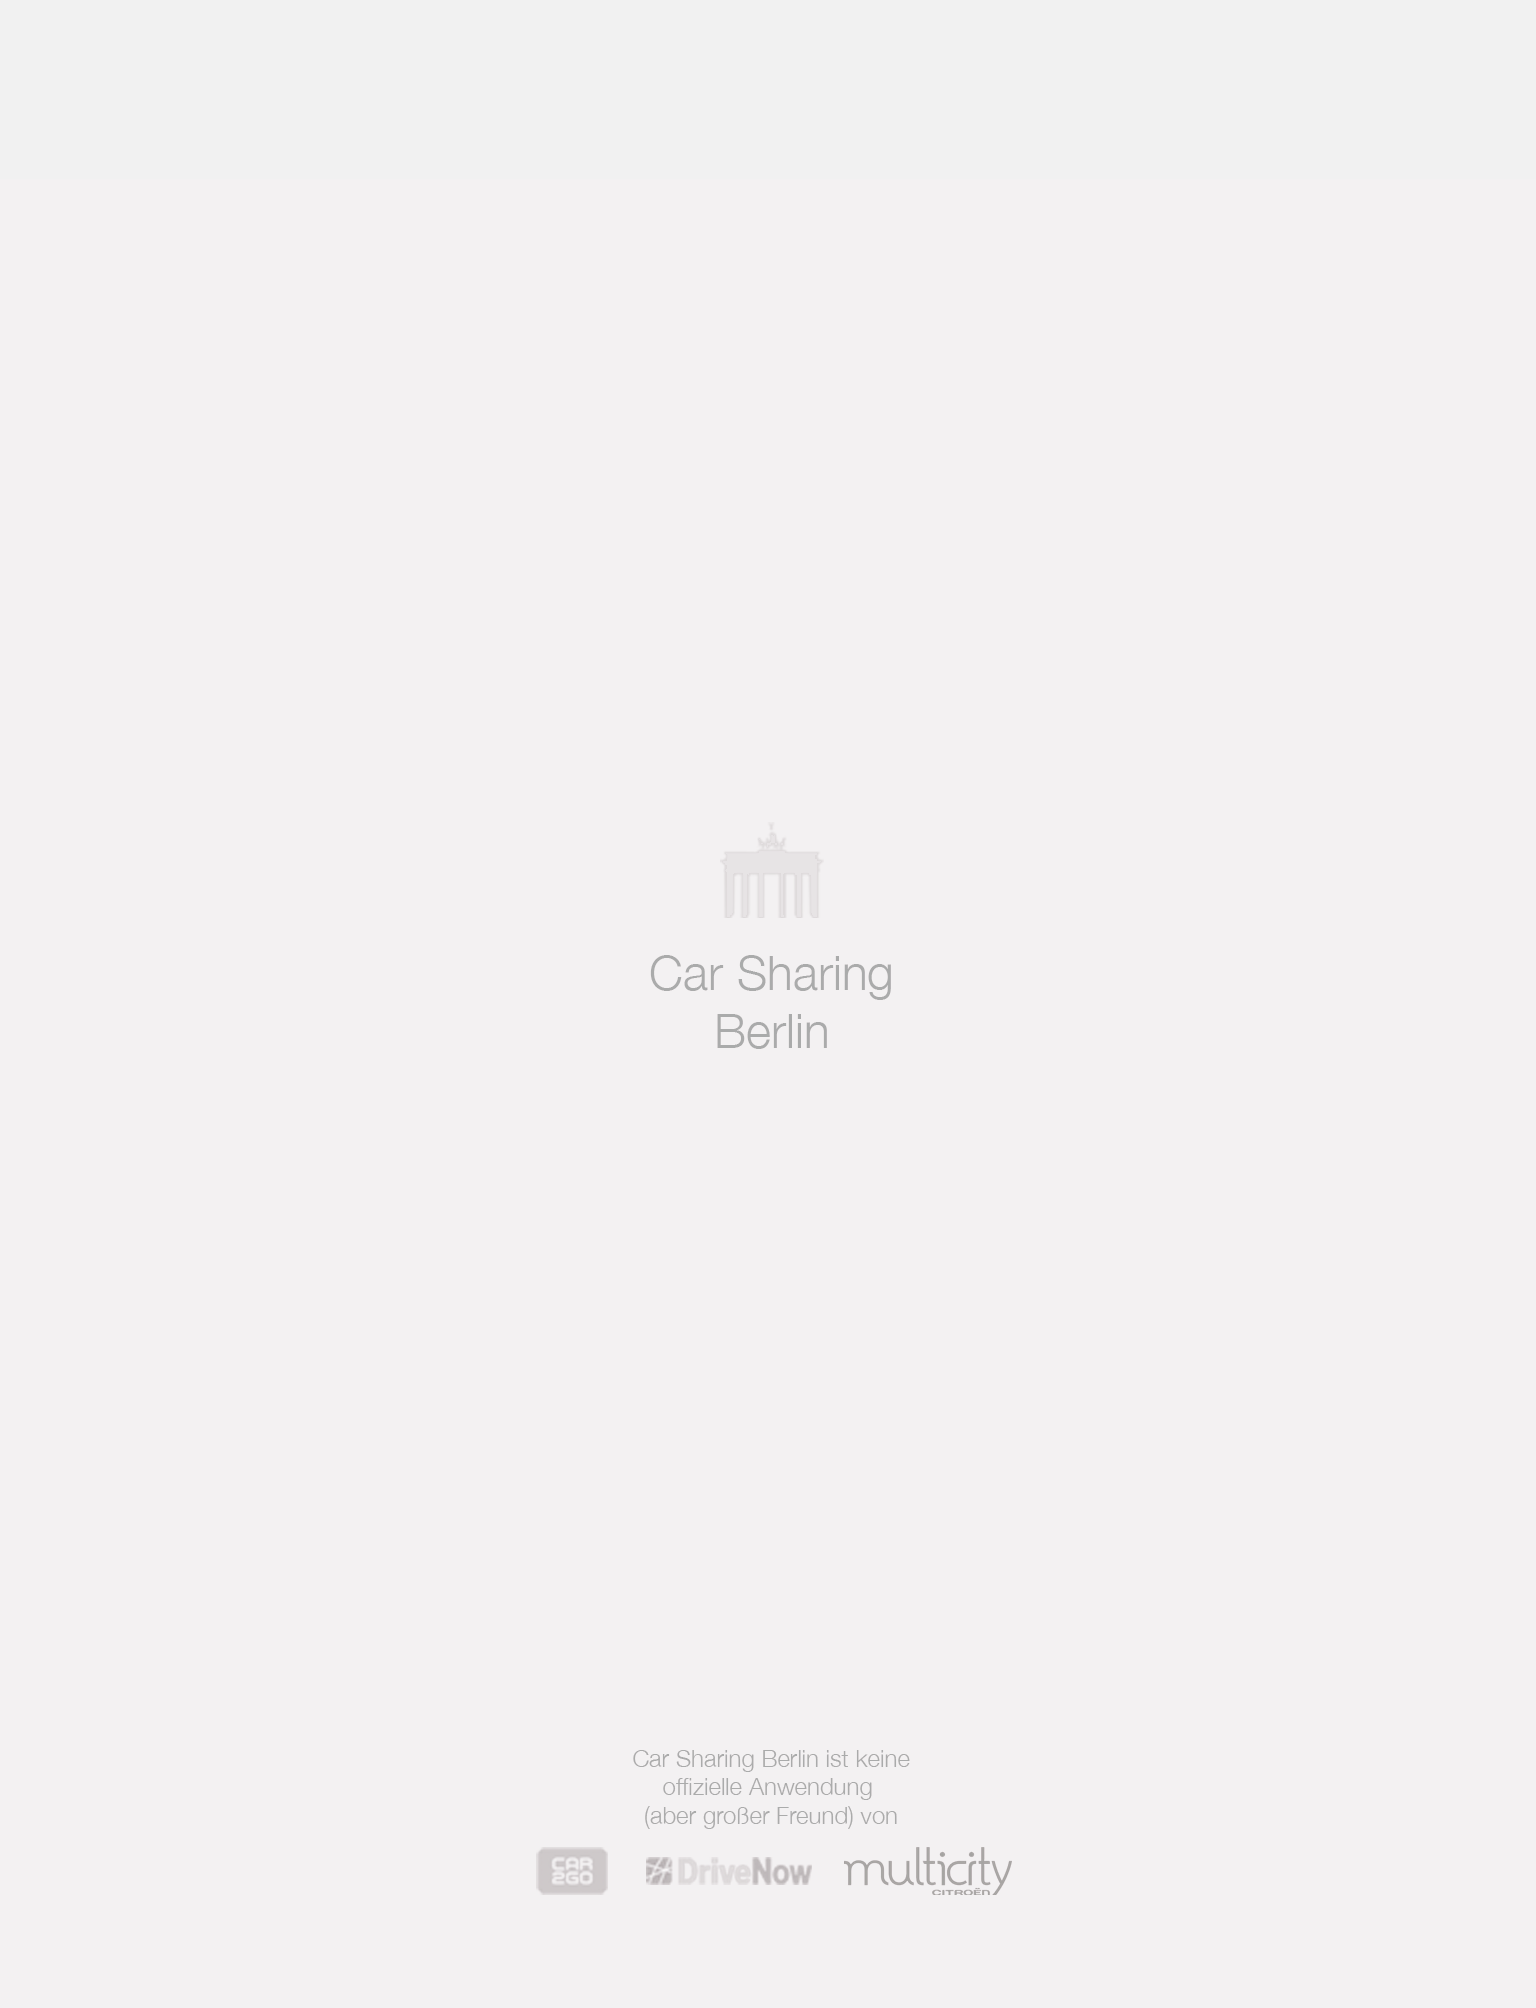 Car Sharing
Berlin
Car Sharing Berlin ist keine
offizielle Anwendung
(aber großer Freund) von
CAR
2GO
DriveNow
multicity
CITROËN